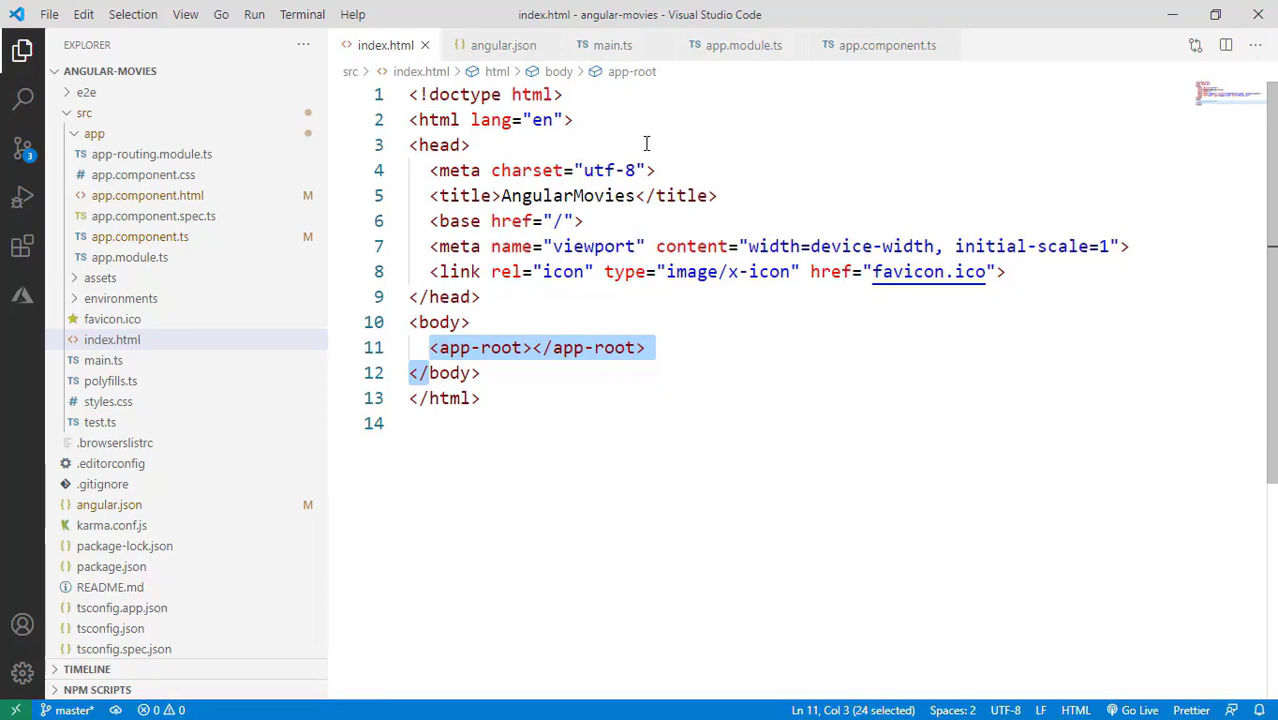 File Edit Selection View Go Run Terminal Help index.html - angular-movies - Visual Studio Code
EXPLORER
index.html
angular.json
TS main.ts
TS app.module.ts
TS app.component.ts
ANGULAR-MOVIES
src > index.html > html > body > app-root
e2e
src
app
TS app-routing.module.ts
app.component.css
app.component.html M
app.component.spec.ts
app.component.ts M
app.module.ts
assets
environments
favicon.ico
index.html
main.ts
polyfills.ts
styles.css
test.ts
.browserslistrc
.editorconfig
.gitignore
angular.json M
karma.conf.js
package-lock.json
package.json
README.md
tsconfig.app.json
tsconfig.json
tsconfig.spec.json
TIMELINE
NPM SCRIPTS
3
1 <!doctype html>
2 <html lang="en">
3 <head>
4 <meta charset="utf-8">
5 <title>AngularMovies</title>
6 <base href="/">
7 <meta name="viewport" content="width=device-width, initial-scale=1">
8 <link rel="icon" type="image/x-icon" href="favicon.ico">
9 </head>
10 <body>
11 <app-root></app-root>
12 </body>
13 </html>
14
master* 0 0 Ln 11, Col 3 (24 selected) Spaces: 2 UTF-8 LF HTML Go Live Prettier